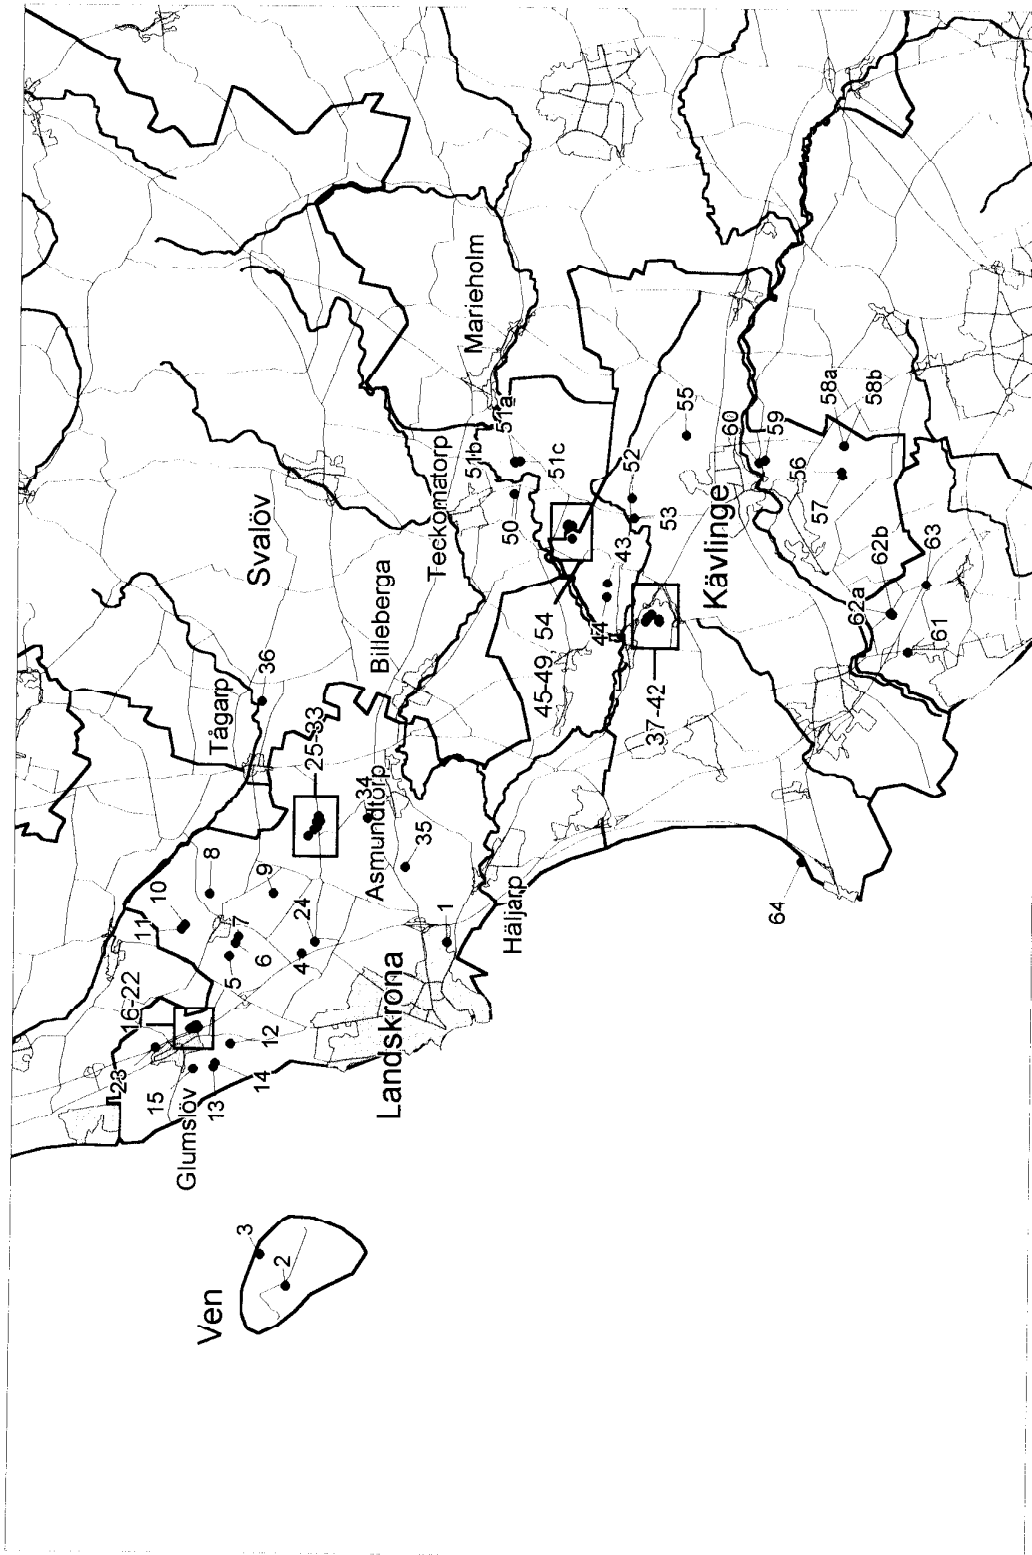 Ven
3
2
Glumslöv
23
15
13
14
12
16-22
11
10
8
9
5
7
6
4
24
1
Landskrona
Häljarp
Asmundtorp
34
35
25-33
36
Tågarp
Billeberga
Svalöv
Teckomatorp
Marieholm
51b
51a
50
51c
54
45-49
44
43
52
53
55
37-42
Kävlinge
60
59
56
57
58a
58b
62b
62a
63
61
64